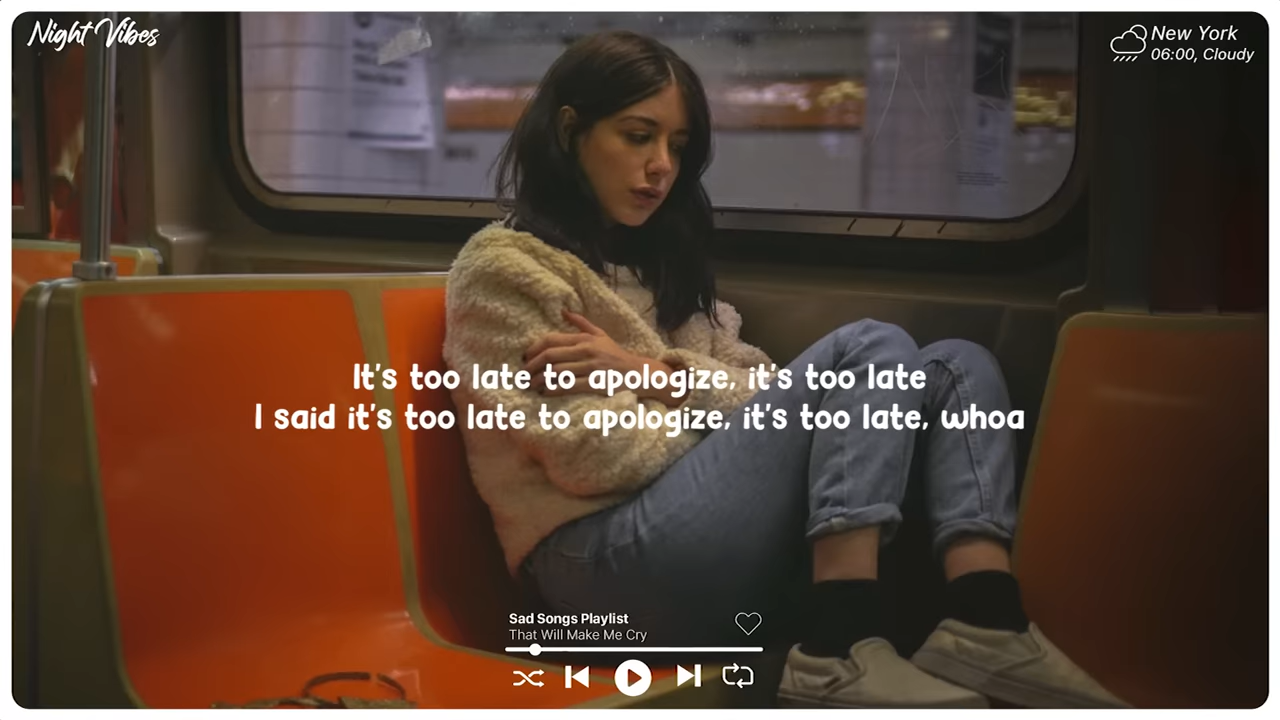 Night Vibes
New York
06:00, Cloudy
It's too late to apologize, it's too late
I said it's too late to apologize, it's too late, whoa
Sad Songs Playlist
That Will Make Me Cry